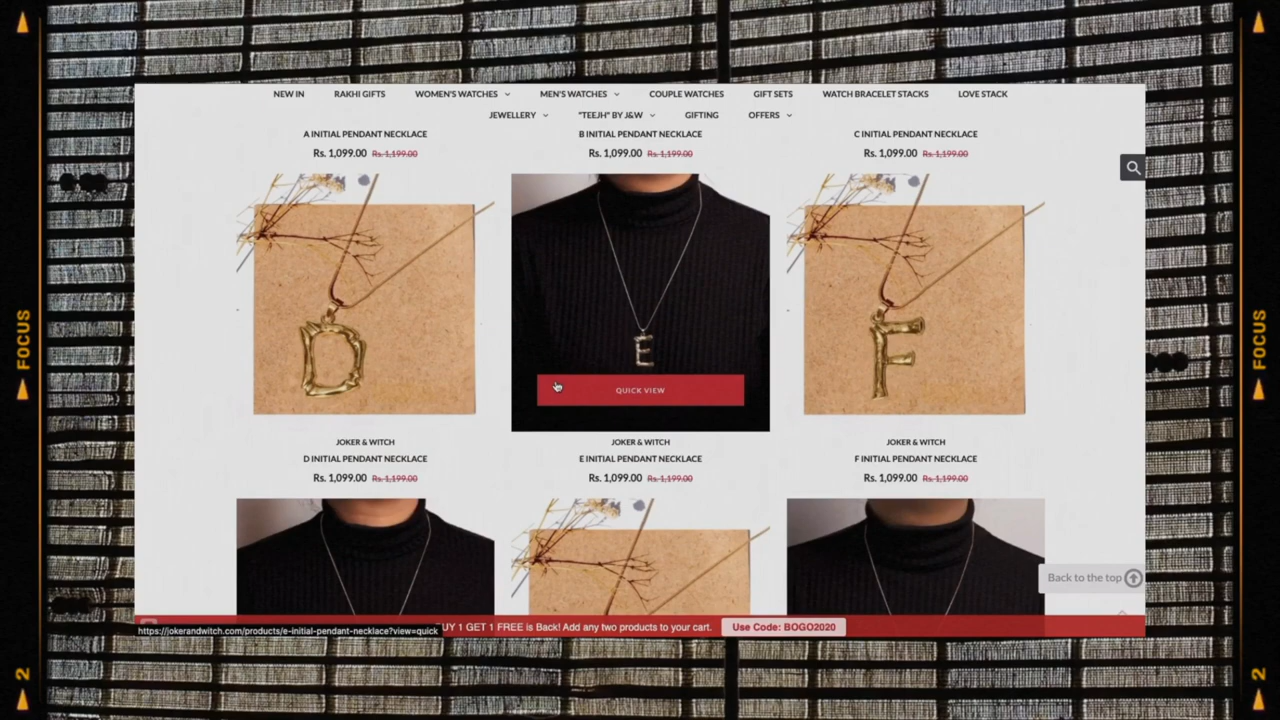 NEW IN RAKHI GIFTS WOMEN'S WATCHES MEN'S WATCHES COUPLE WATCHES GIFT SETS WATCH BRACELET STACKS LOVE STACK
JEWELLERY "TEEJH" BY J&W GIFTING OFFERS
A INITIAL PENDANT NECKLACE B INITIAL PENDANT NECKLACE C INITIAL PENDANT NECKLACE
Rs. 1,099.00 Rs. 1,199.00 Rs. 1,099.00 Rs. 1,199.00 Rs. 1,099.00 Rs. 1,199.00
D E F
QUICK VIEW
JOKER & WITCH JOKER & WITCH JOKER & WITCH
D INITIAL PENDANT NECKLACE E INITIAL PENDANT NECKLACE F INITIAL PENDANT NECKLACE
Rs. 1,099.00 Rs. 1,199.00 Rs. 1,099.00 Rs. 1,199.00 Rs. 1,099.00 Rs. 1,199.00
Back to the top
UY 1 GET 1 FREE is Back! Add any two products to your cart. Use Code: BOGO2020
https://jokerandwitch.com/products/e-initial-pendant-necklace?view=quick
FOCUS
FOCUS
2
2